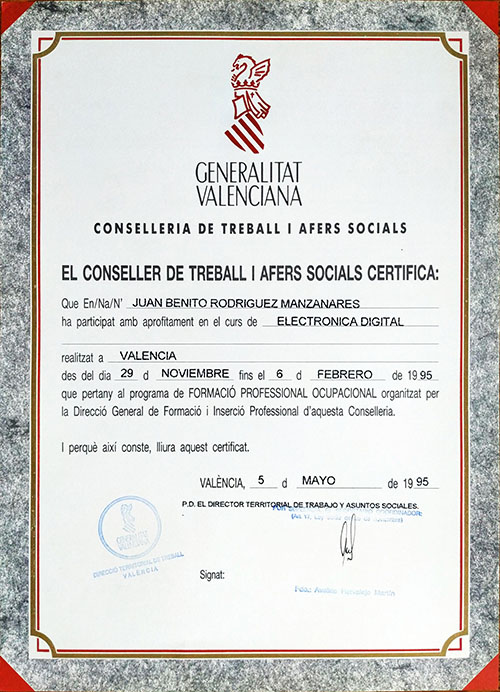 GENERALITAT
VALENCIANA
CONSELLERIA DE TREBALL I AFERS SOCIALS
EL CONSELLER DE TREBALL I AFERS SOCIALS CERTIFICA:
Que En/Na/N' JUAN BENITO RODRIGUEZ MANZANARES
ha participat amb aprofitament en el curs de ELECTRONICA DIGITAL
realitzat a VALENCIA
des del dia 29 d NOVIEMBRE fins el 6 d FEBRERO de 19 95
que pertany al programa de FORMACIÓ PROFESSIONAL OCUPACIONAL organitzat per
la Direcció General de Formació i Inserció Professional d'aquesta Conselleria.
I perquè així conste, lliura aquest certificat.
VALÈNCIA, 5 d MAYO de 19 95
P.D. EL DIRECTOR TERRITORIAL DE TRABAJO Y ASUNTOS SOCIALES.
GENERALITAT
VALENCIANA
DIRECCIÓ TERRITORIAL DE TREBALL
VALENCIA
Signat: